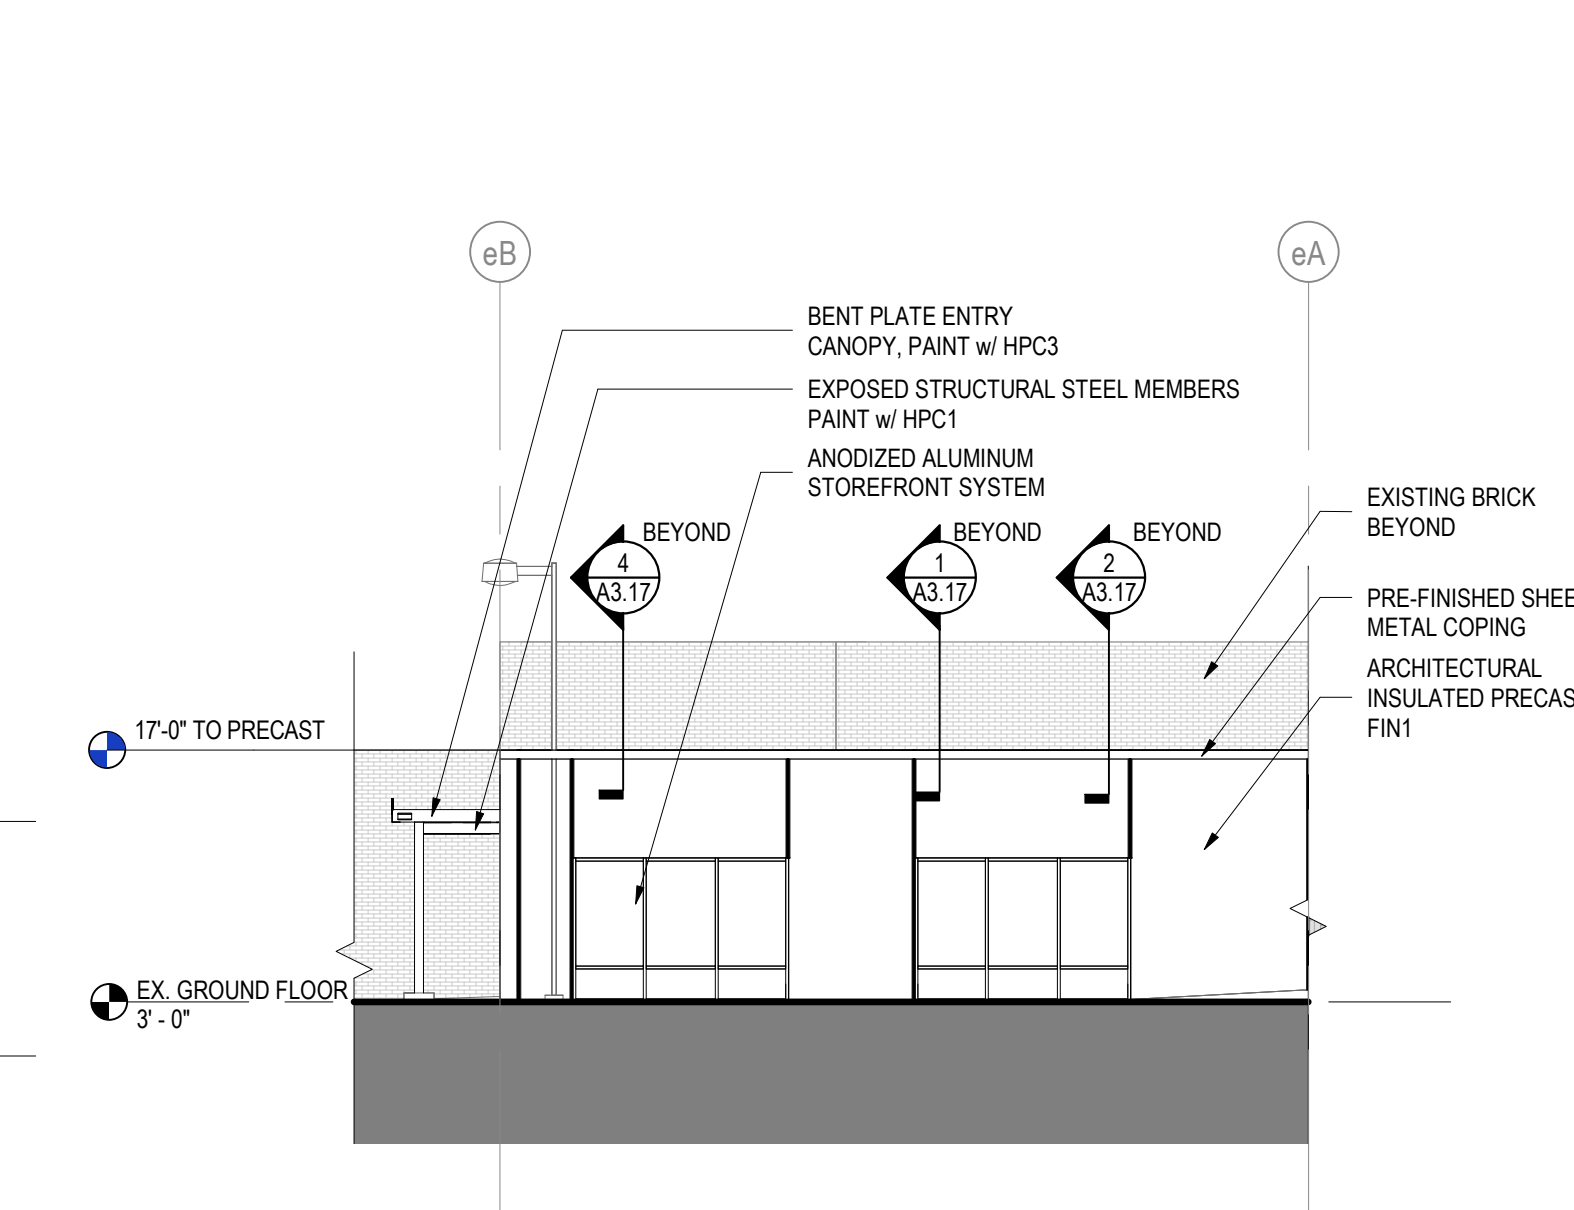 eB
eA
BENT PLATE ENTRY
CANOPY, PAINT w/ HPC3
EXPOSED STRUCTURAL STEEL MEMBERS
PAINT w/ HPC1
ANODIZED ALUMINUM
STOREFRONT SYSTEM
EXISTING BRICK
BEYOND
BEYOND
4
A3.17
BEYOND
1
A3.17
BEYOND
2
A3.17
PRE-FINISHED SHEE
METAL COPING
ARCHITECTURAL
INSULATED PRECAS
FIN1
17'-0" TO PRECAST
EX. GROUND FLOOR
3' - 0"